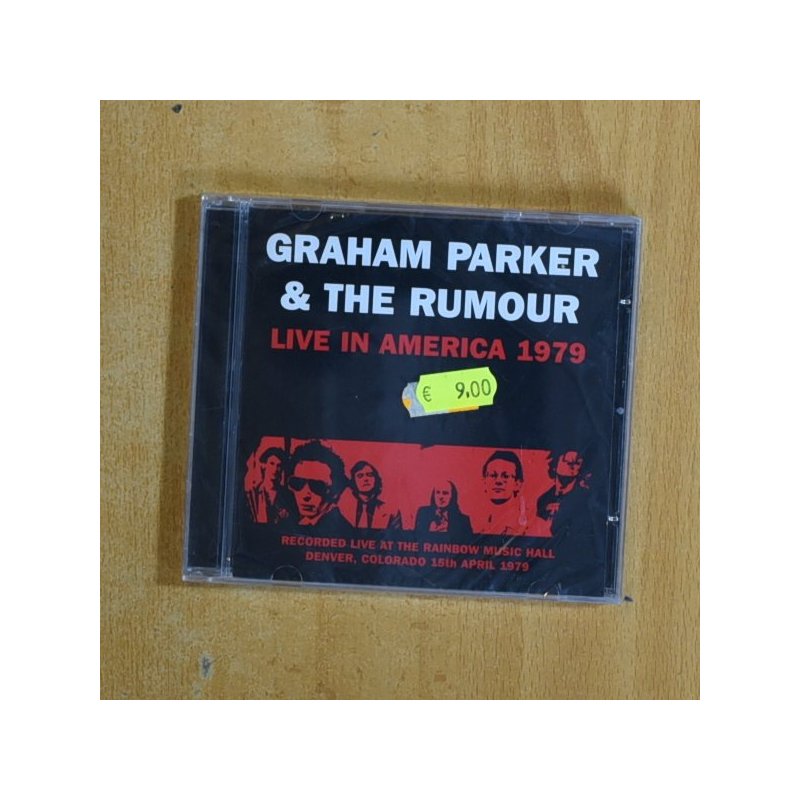 GRAHAM PARKER
& THE RUMOUR
LIVE IN AMERICA 1979
€ 9.00
RECORDED LIVE AT THE RAINBOW MUSIC HALL
DENVER, COLORADO 15th APRIL 1979